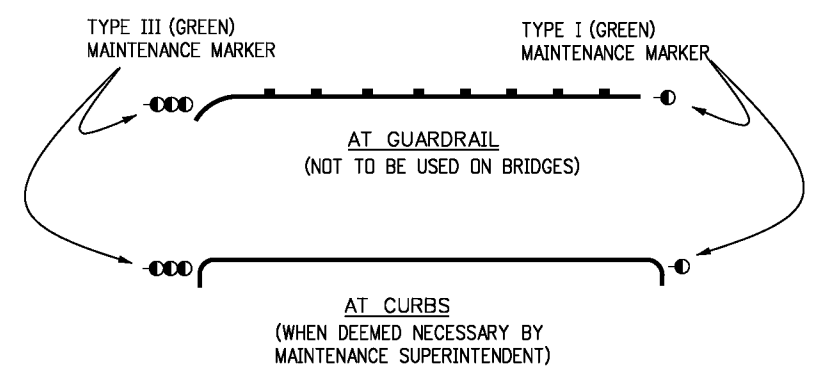 TYPE III (GREEN)
MAINTENANCE MARKER
TYPE I (GREEN)
MAINTENANCE MARKER
AT GUARDRAIL
(NOT TO BE USED ON BRIDGES)
AT CURBS
(WHEN DEEMED NECESSARY BY
MAINTENANCE SUPERINTENDENT)